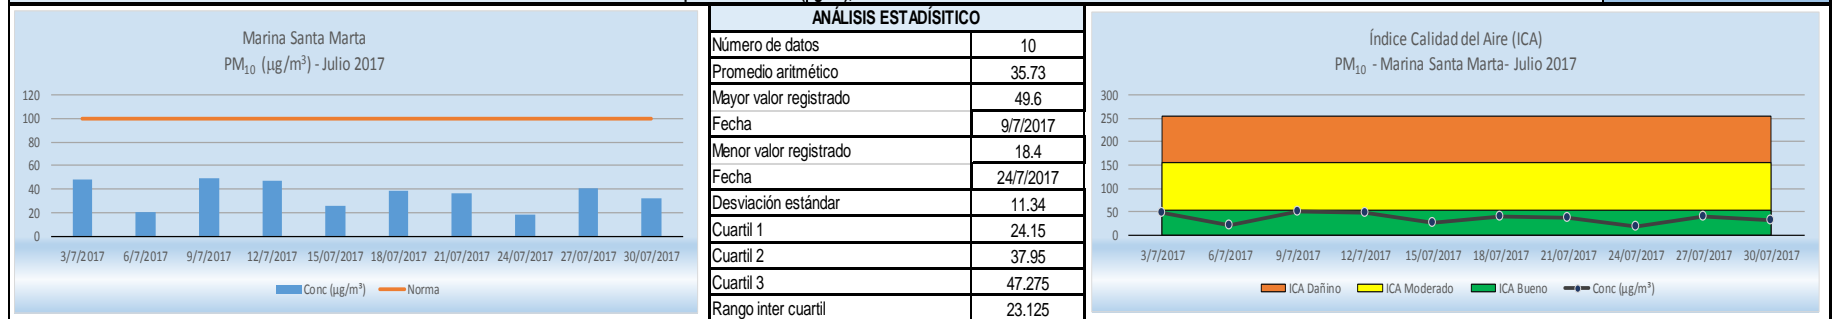 Marina Santa Marta
PM10 (µg/m³) - Julio 2017
120
100
80
60
40
20
0
3/7/2017 6/7/2017 9/7/2017 12/7/2017 15/07/2017 18/07/2017 21/07/2017 24/07/2017 27/07/2017 30/07/2017
Conc (µg/m³) Norma
ANÁLISIS ESTADÍSITICO
Número de datos 10
Promedio aritmético 35.73
Mayor valor registrado 49.6
Fecha 9/7/2017
Menor valor registrado 18.4
Fecha 24/7/2017
Desviación estándar 11.34
Cuartil 1 24.15
Cuartil 2 37.95
Cuartil 3 47.275
Rango inter cuartil 23.125
Índice Calidad del Aire (ICA)
PM10 - Marina Santa Marta- Julio 2017
300
250
200
150
100
50
0
3/7/2017 6/7/2017 9/7/2017 12/7/2017 15/07/2017 18/07/2017 21/07/2017 24/07/2017 27/07/2017 30/07/2017
ICA Dañino ICA Moderado ICA Bueno Conc (µg/m³)